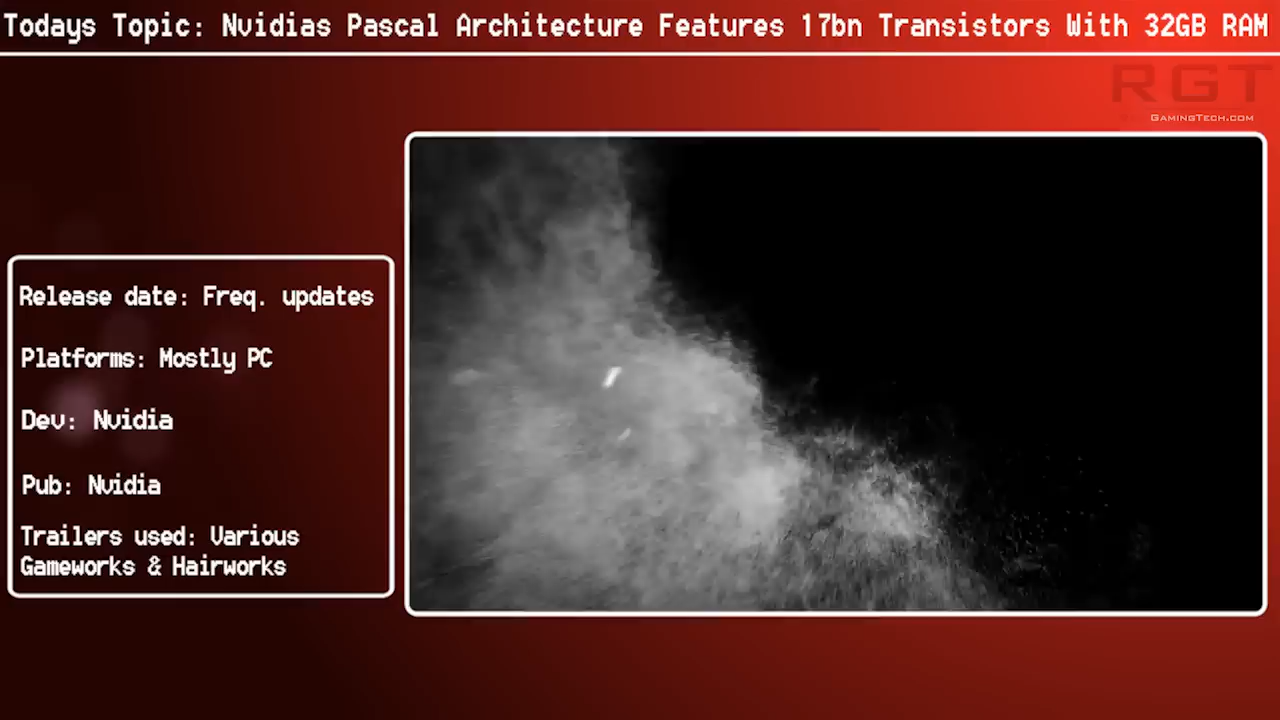 Todays Topic: Nvidias Pascal Architecture Features 17bn Transistors With 32GB RAM
RGT
GAMINGTECH.COM
Release date: Freq. updates
Platforms: Mostly PC
Dev: Nvidia
Pub: Nvidia
Trailers used: Various
Gameworks & Hairworks